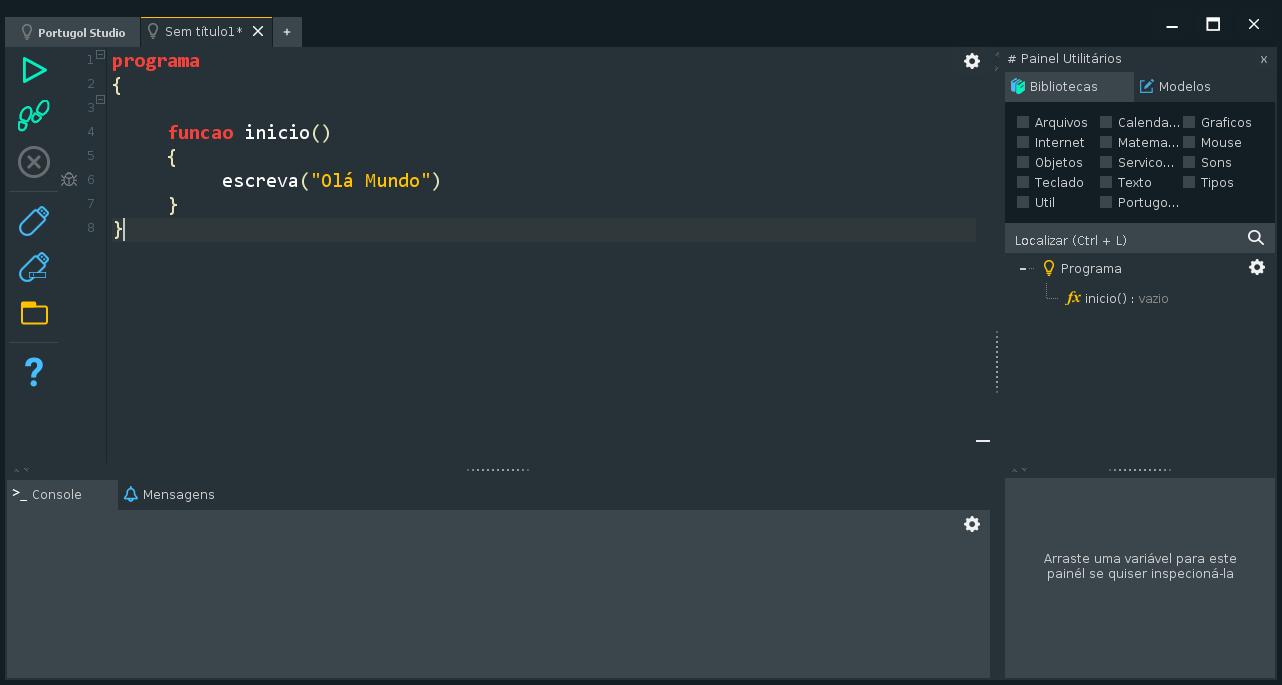 Portugol Studio
Sem título1*
+
1 programa
2 {
3
4 funcao inicio()
5 {
6 escreva("Olá Mundo")
7 }
8 }
# Painel Utilitários x
Bibliotecas Modelos
Arquivos Calenda... Graficos
Internet Matema... Mouse
Objetos Servico... Sons
Teclado Texto Tipos
Util Portugo...
Localizar (Ctrl + L)
Programa
fx inicio() : vazio
>_ Console Mensagens
Arraste uma variável para este
painél se quiser inspecioná-la
?